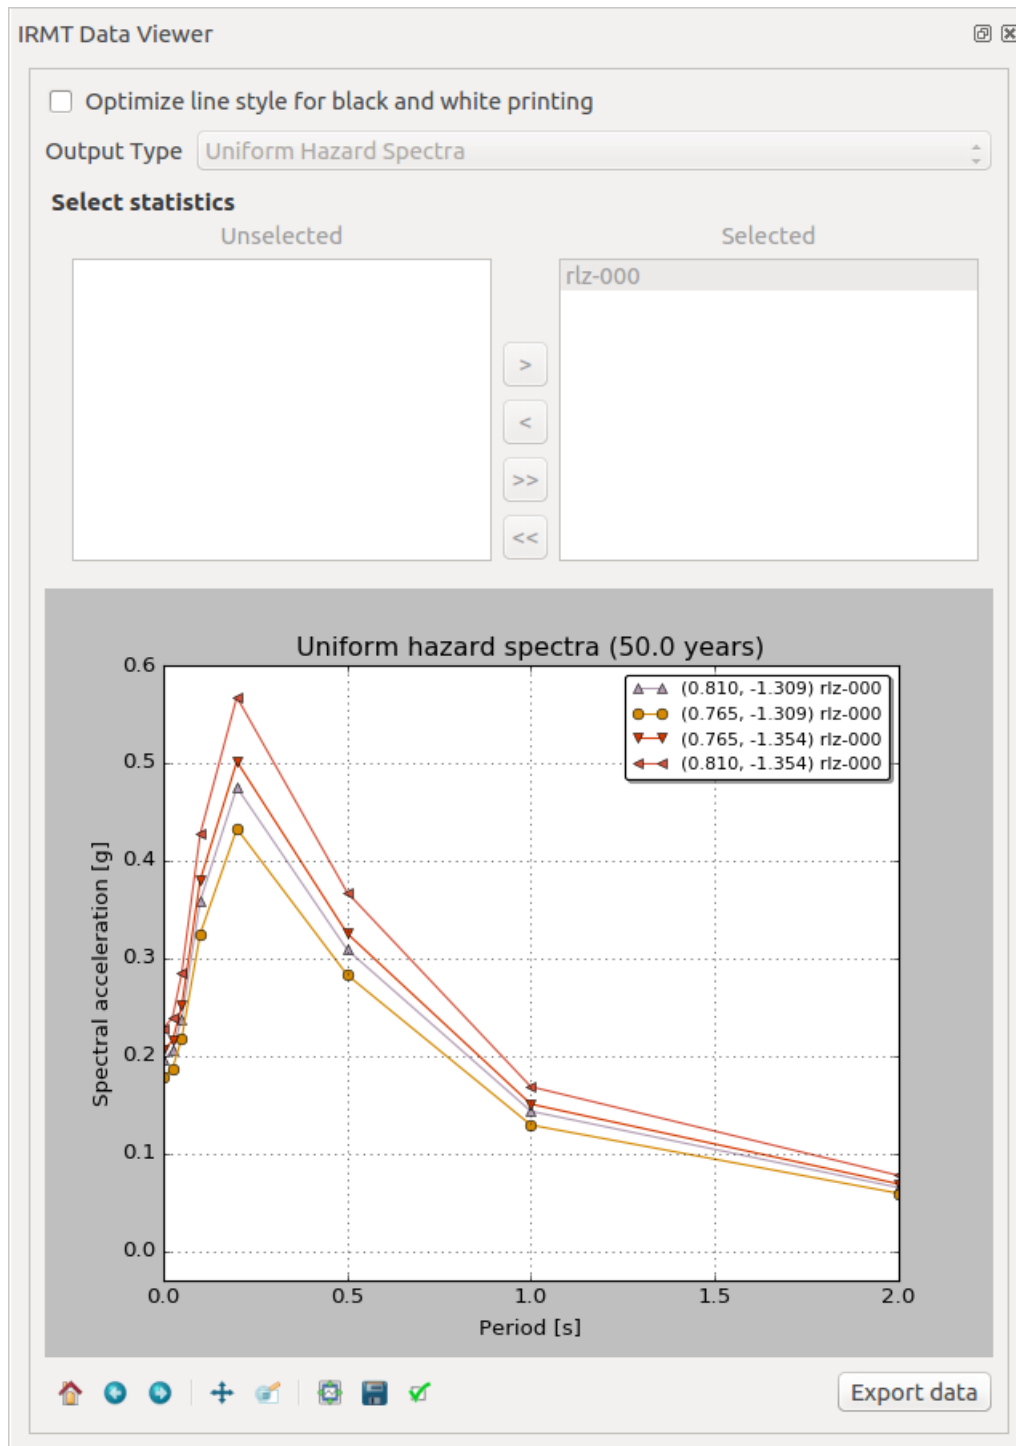 IRMT Data Viewer
Optimize line style for black and white printing
Output Type Uniform Hazard Spectra
Select statistics
Unselected Selected
rlz-000
>
<
>>
<<
Uniform hazard spectra (50.0 years)
(0.810, -1.309) rlz-000
(0.765, -1.309) rlz-000
(0.765, -1.354) rlz-000
(0.810, -1.354) rlz-000
Spectral acceleration [g]
0.6
0.5
0.4
0.3
0.2
0.1
0.0
0.0 0.5 1.0 1.5 2.0
Period [s]
Export data